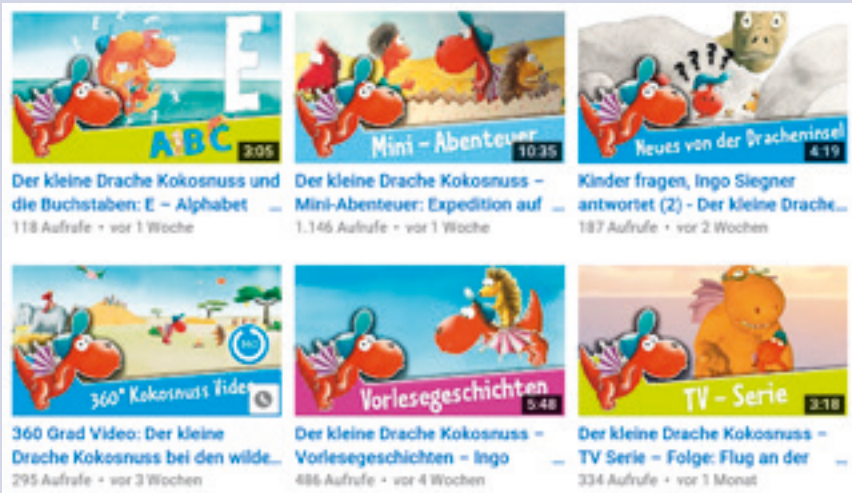 E
ABC
3:05
Der kleine Drache Kokosnuss und
die Buchstaben: E – Alphabet ...
118 Aufrufe • vor 1 Woche
Mini – Abenteuer
10:35
Der kleine Drache Kokosnuss –
Mini-Abenteuer: Expedition auf ...
1.146 Aufrufe • vor 1 Woche
????
Neues von der Dracheninsel
4:19
Kinder fragen, Ingo Siegner
antwortet (2) - Der kleine Drache...
187 Aufrufe • vor 2 Wochen
360° Kokosnuss Video
360 Grad Video: Der kleine
Drache Kokosnuss bei den wilde...
295 Aufrufe • vor 3 Wochen
Vorlesegeschichten
5:48
Der kleine Drache Kokosnuss –
Vorlesegeschichten – Ingo ...
486 Aufrufe • vor 4 Wochen
TV – Serie
3:18
Der kleine Drache Kokosnuss –
TV Serie – Folge: Flug an der ...
334 Aufrufe • vor 1 Monat